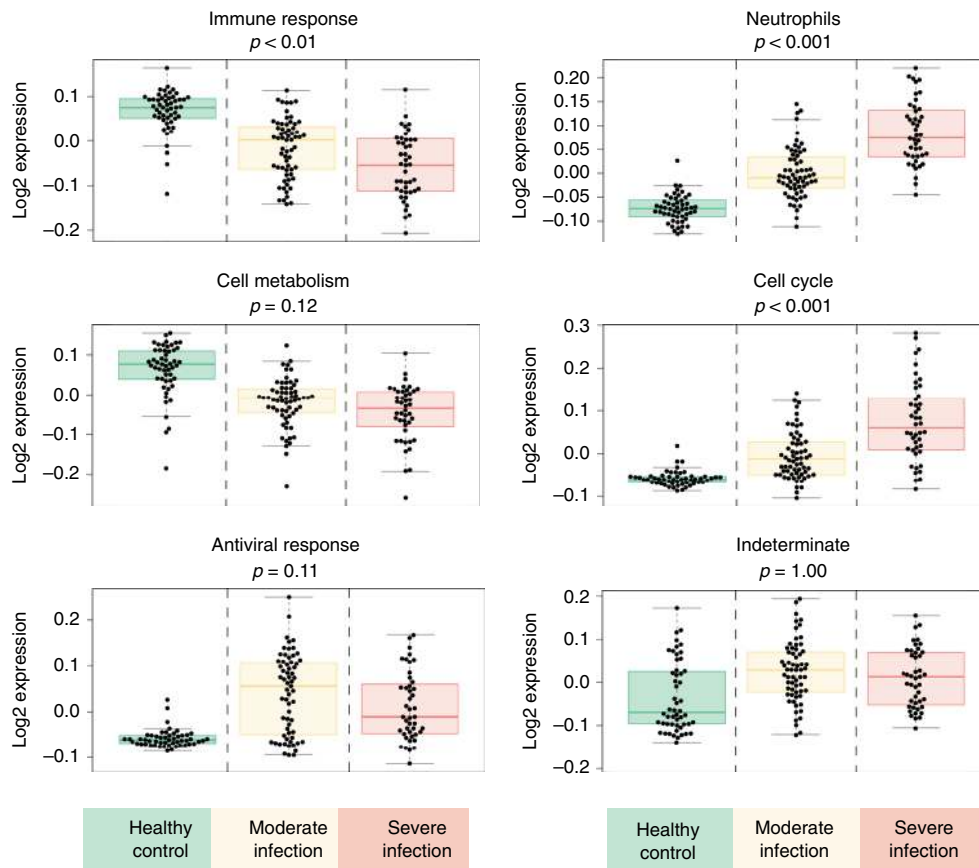 Immune response
p < 0.01
Log2 expression
0.1
0.0
−0.1
−0.2
Neutrophils
p < 0.001
Log2 expression
0.20
0.15
0.10
0.05
0.00
−0.05
−0.10
Cell metabolism
p = 0.12
Log2 expression
0.1
0.0
−0.1
−0.2
Cell cycle
p < 0.001
Log2 expression
0.3
0.2
0.1
0.0
−0.1
Antiviral response
p = 0.11
Log2 expression
0.2
0.1
0.0
−0.1
Indeterminate
p = 1.00
Log2 expression
0.2
0.1
0.0
−0.1
−0.2
Healthy
control
Moderate
infection
Severe
infection
Healthy
control
Moderate
infection
Severe
infection